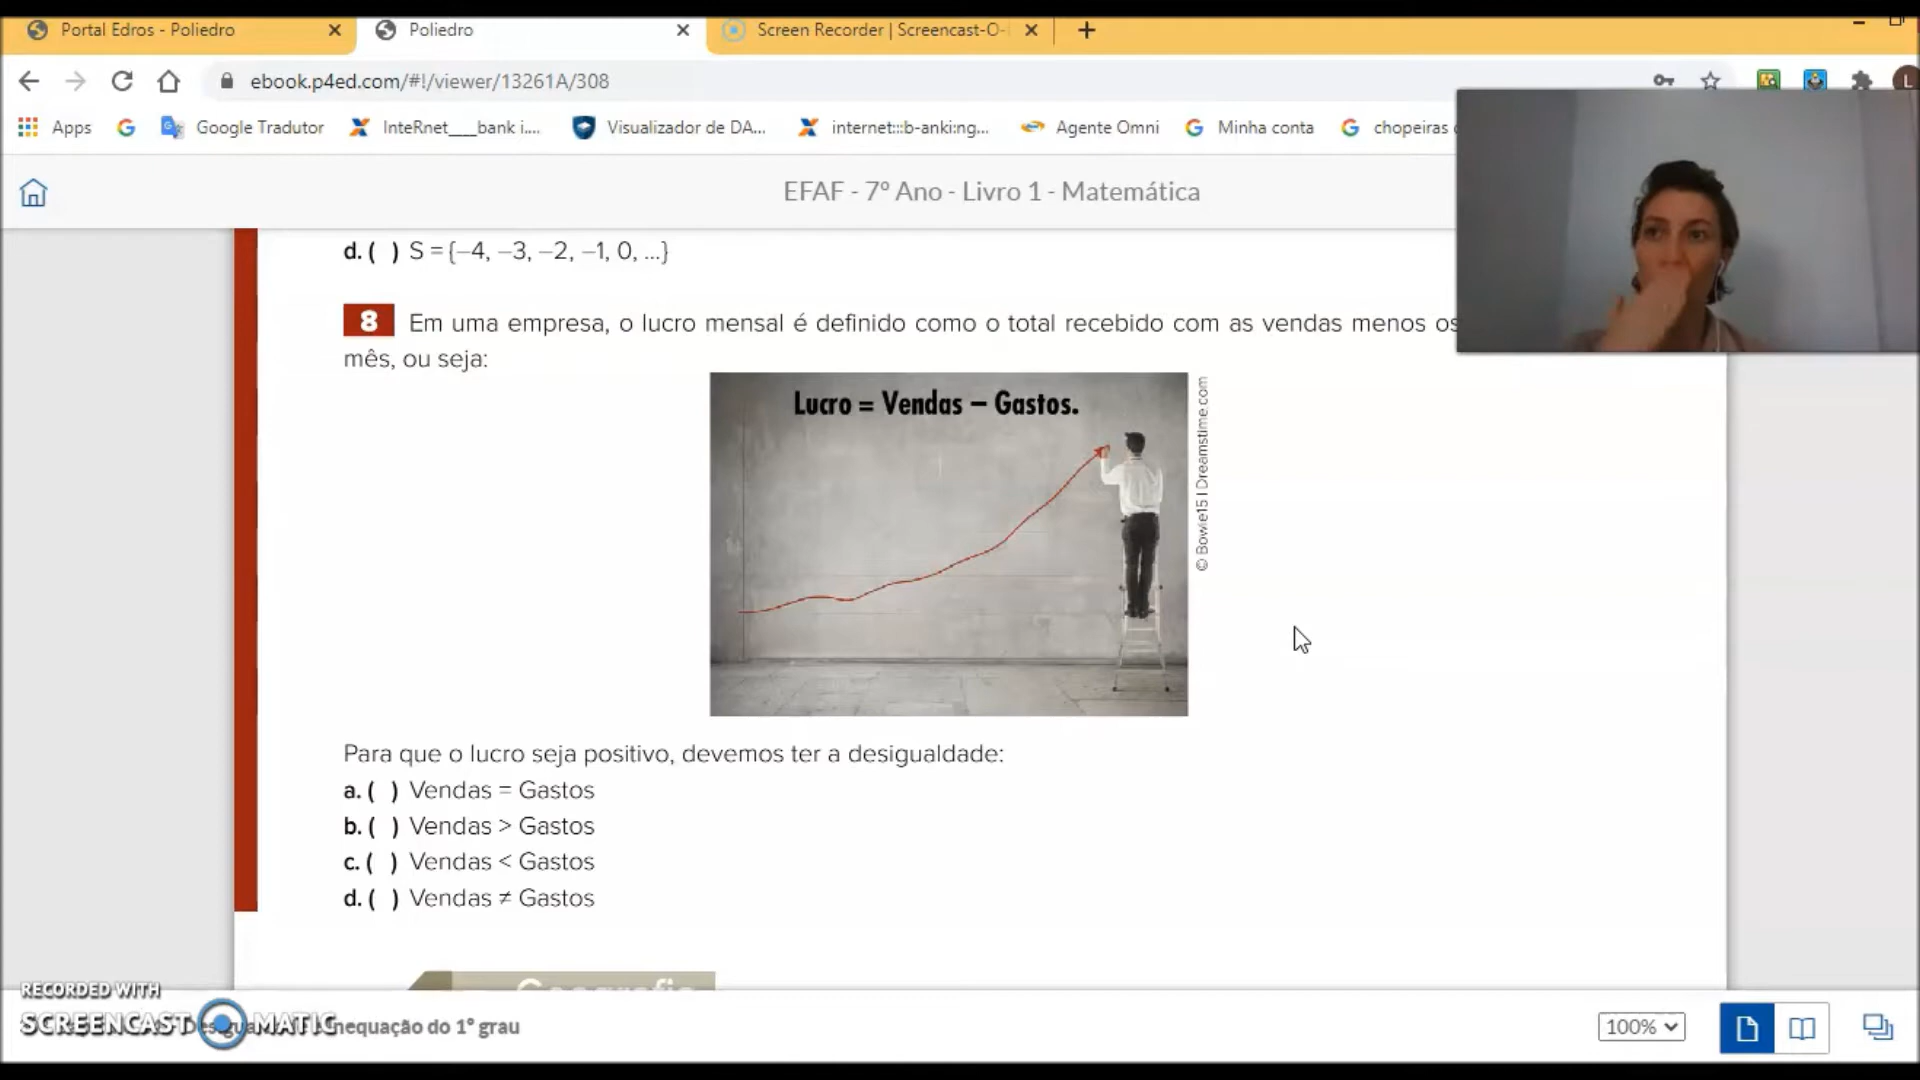 Portal Edros - Poliedro
Poliedro
Screen Recorder | Screencast-O-
ebook.p4ed.com/#!/viewer/13261A/308
L
Apps
Google Tradutor
InteRnet___bank i....
Visualizador de DA...
internet:::b-anki:ng...
Agente Omni
Minha conta
chopeiras
EFAF - 7º Ano - Livro 1 - Matemática
d. ( ) S = {–4, –3, –2, –1, 0, ...}
8 Em uma empresa, o lucro mensal é definido como o total recebido com as vendas menos os
mês, ou seja:
Lucro = Vendas – Gastos.
© Bowie15 | Dreamstime.com
Para que o lucro seja positivo, devemos ter a desigualdade:
a. ( ) Vendas = Gastos
b. ( ) Vendas > Gastos
c. ( ) Vendas < Gastos
d. ( ) Vendas ≠ Gastos
Geografia
RECORDED WITH
SCREENCAST-O-MATIC
inequação do 1º grau
100%